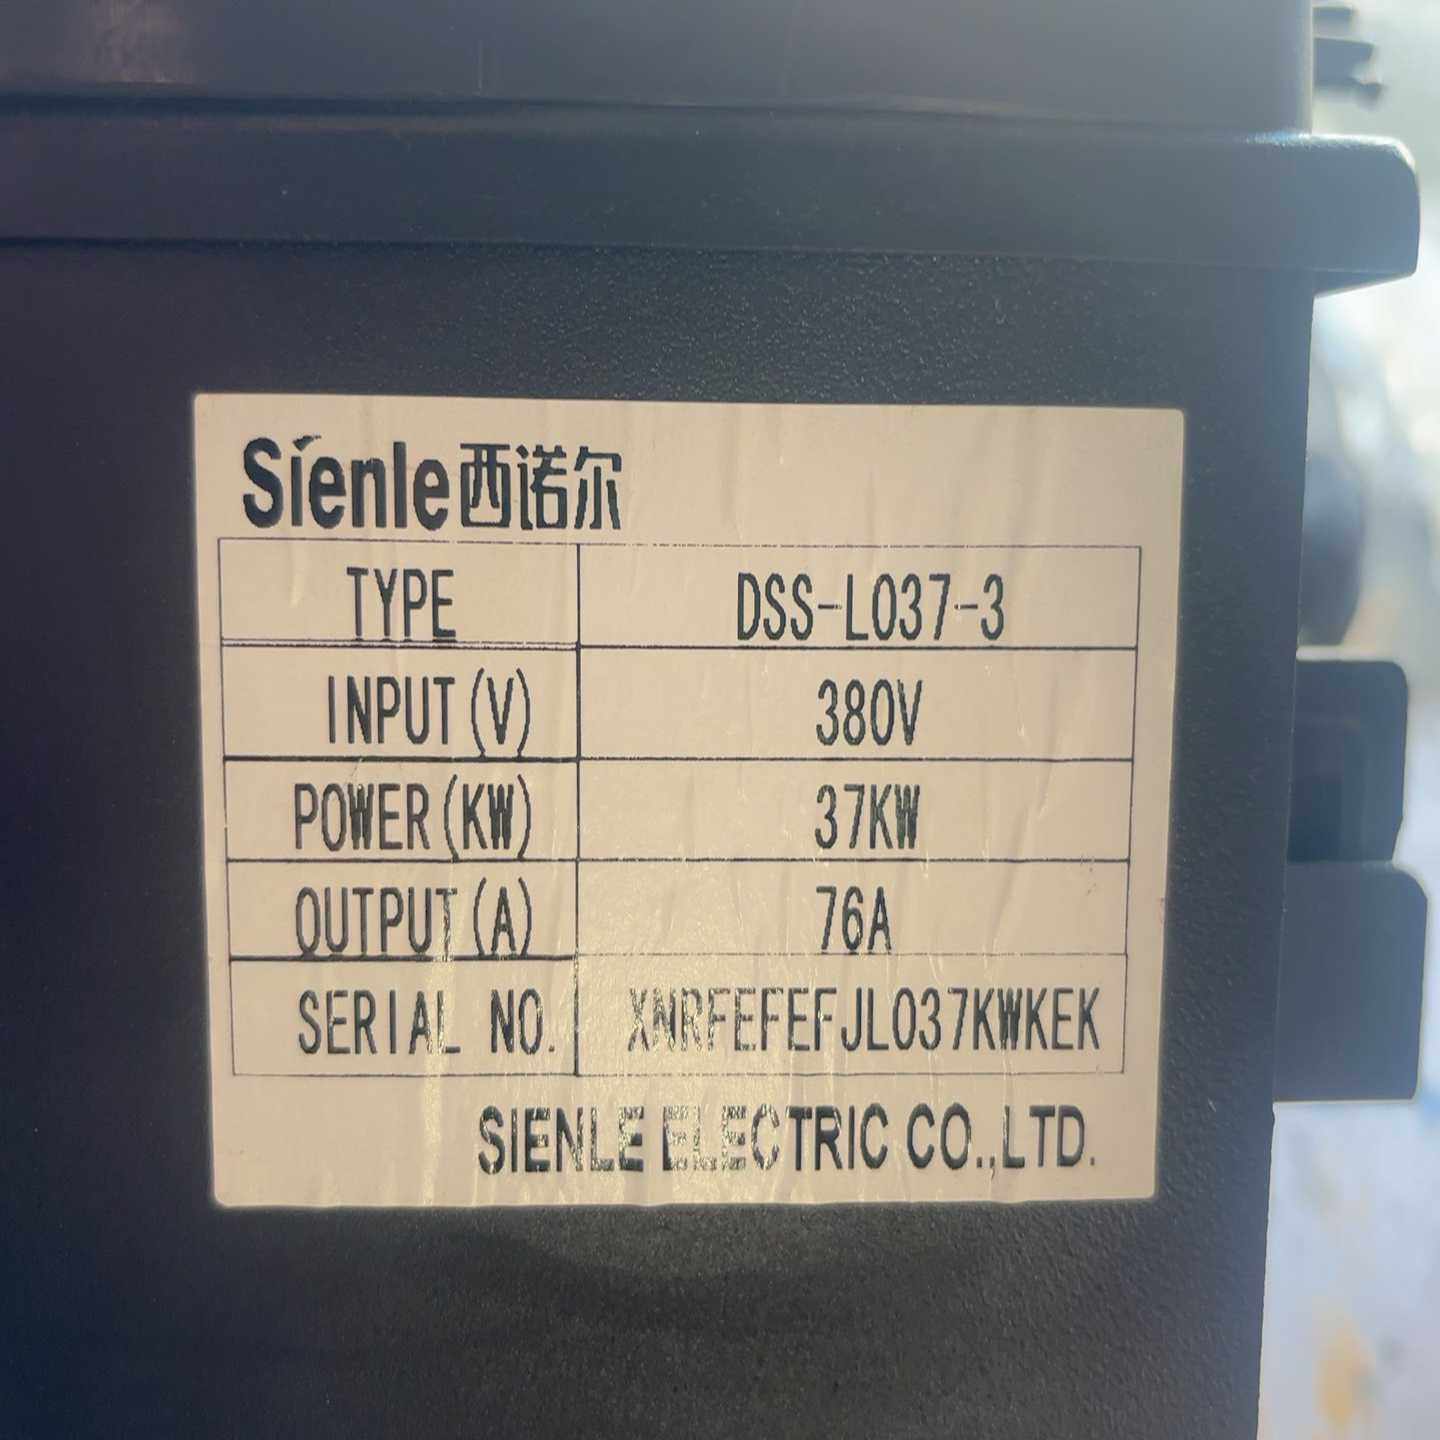 Sienle西诺尔
TYPE DSS-L037-3
INPUT(V) 380V
POWER(KW) 37KW
OUTPUT(A) 76A
SERIAL NO. XNRFEFEFJL037KWKEK
SIENLE ELECTRIC CO.,LTD.